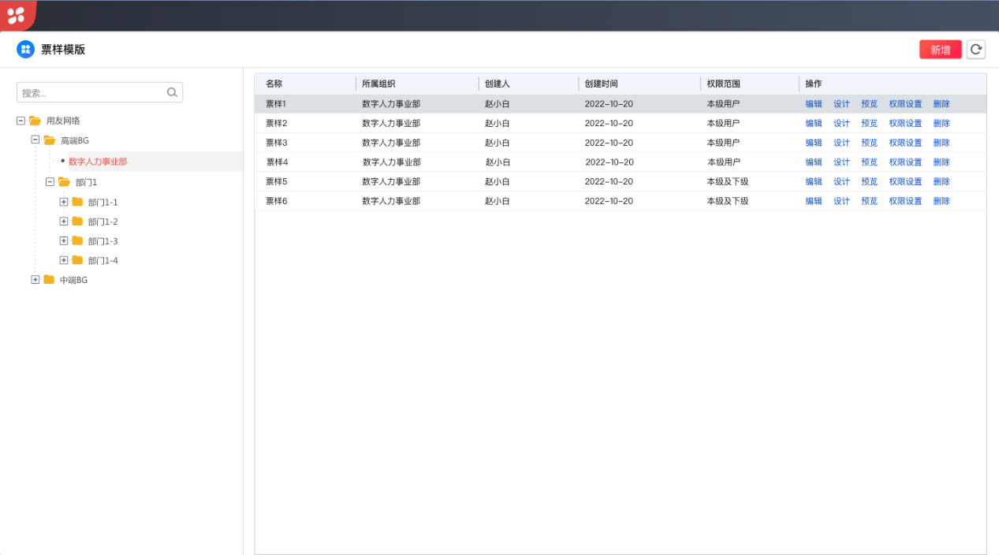 票样模版
新增
搜索...
用友网络
高端BG
数字人力事业部
部门1
部门1-1
部门1-2
部门1-3
部门1-4
中端BG
名称 所属组织 创建人 创建时间 权限范围 操作
票样1 数字人力事业部 赵小白 2022-10-20 本级用户 编辑 设计 预览 权限设置 删除
票样2 数字人力事业部 赵小白 2022-10-20 本级用户 编辑 设计 预览 权限设置 删除
票样3 数字人力事业部 赵小白 2022-10-20 本级用户 编辑 设计 预览 权限设置 删除
票样4 数字人力事业部 赵小白 2022-10-20 本级用户 编辑 设计 预览 权限设置 删除
票样5 数字人力事业部 赵小白 2022-10-20 本级及下级 编辑 设计 预览 权限设置 删除
票样6 数字人力事业部 赵小白 2022-10-20 本级及下级 编辑 设计 预览 权限设置 删除